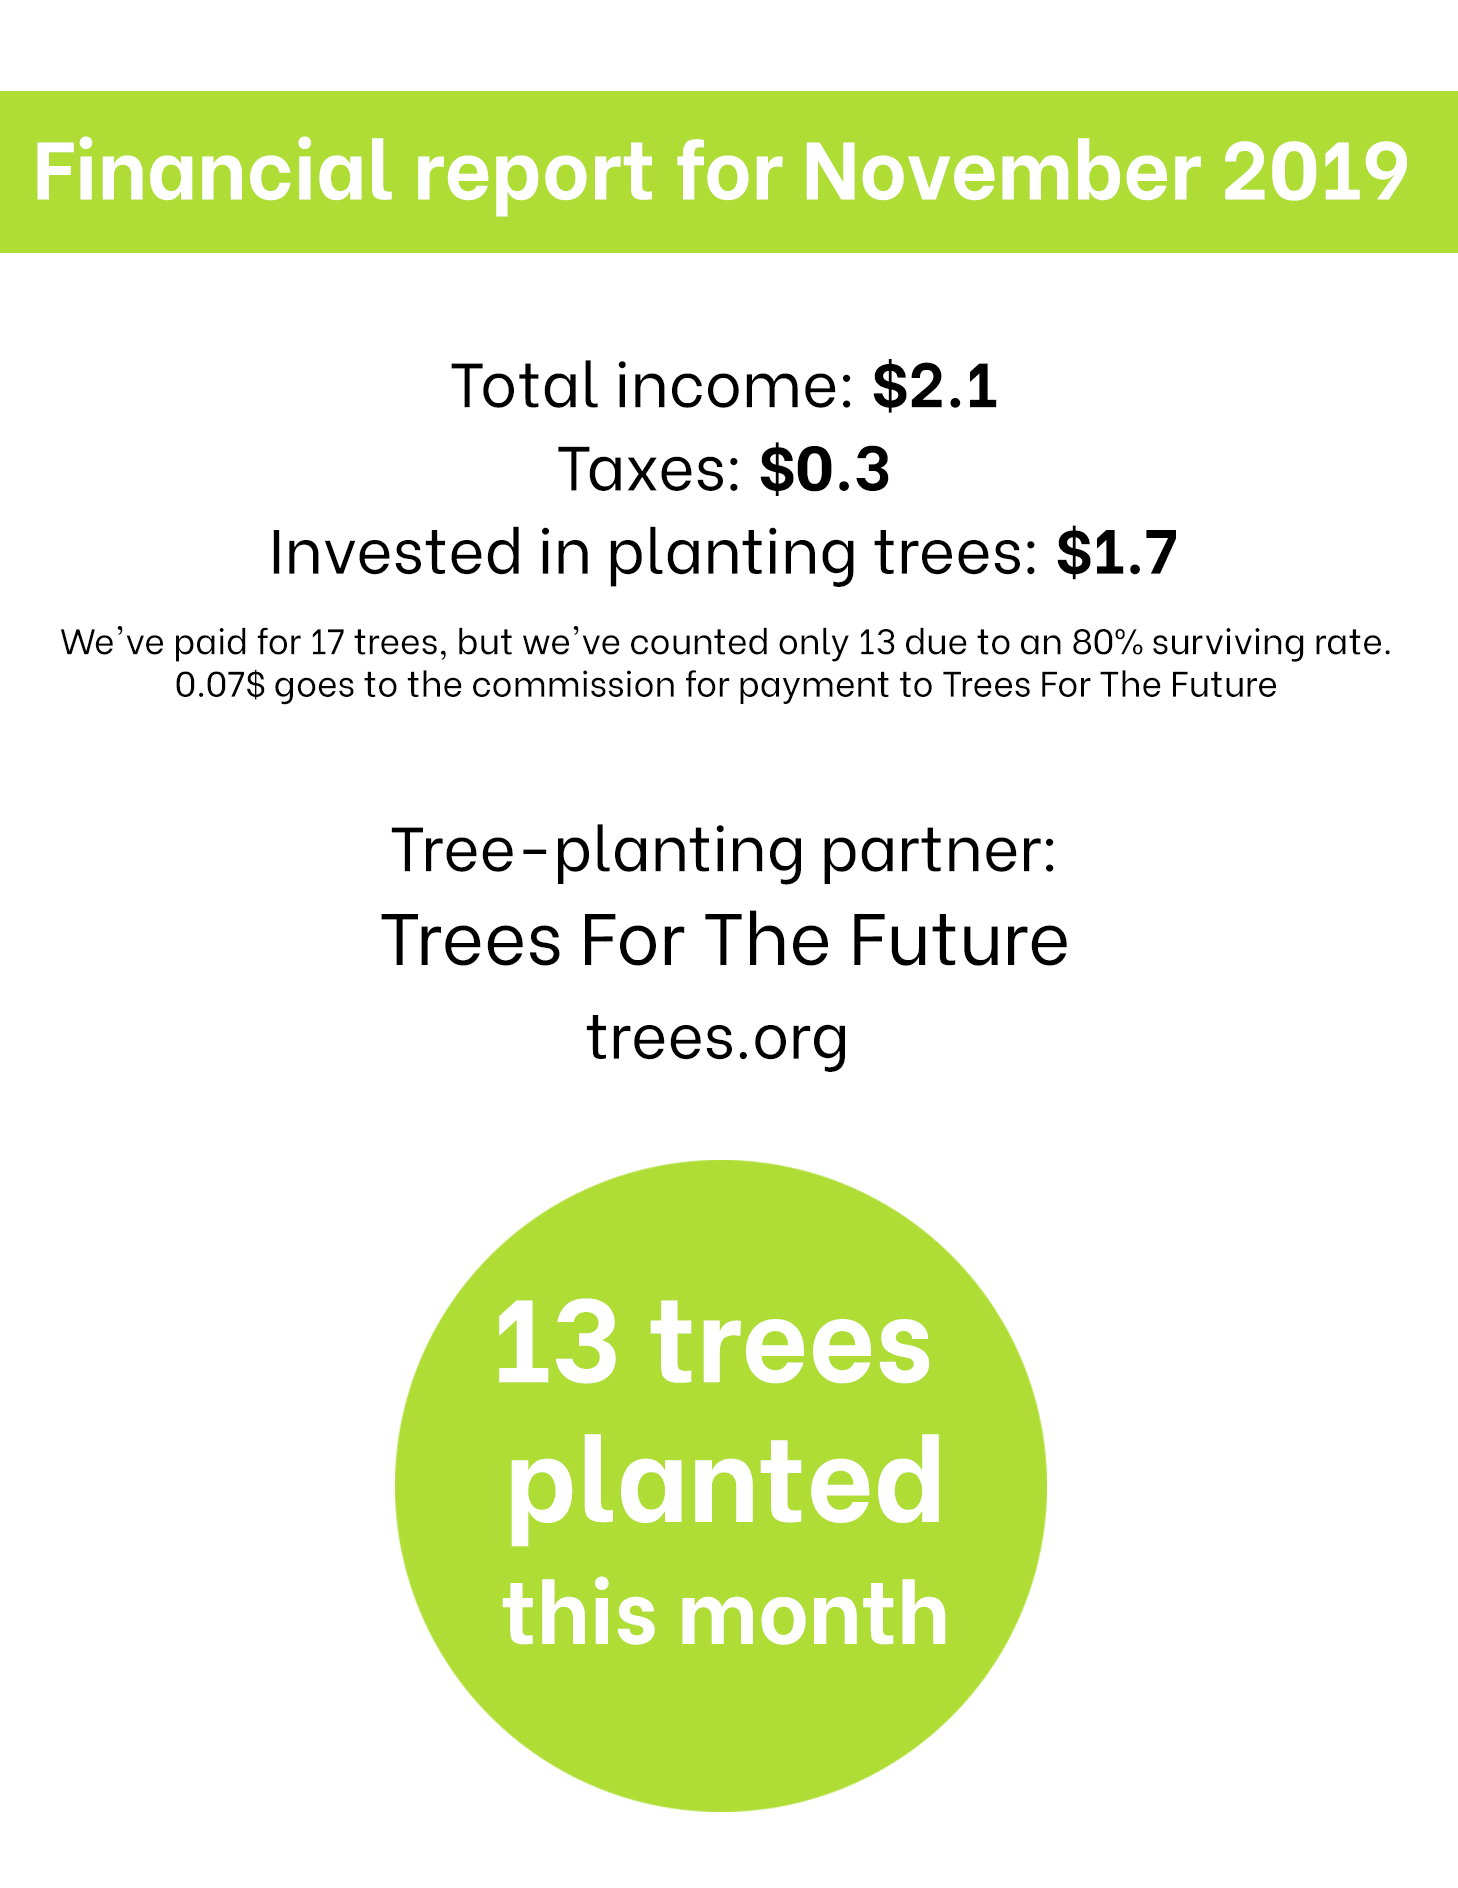 Financial report for November 2019
Total income: $2.1
Taxes: $0.3
Invested in planting trees: $1.7
We've paid for 17 trees, but we've counted only 13 due to an 80% surviving rate.
0.07$ goes to the commission for payment to Trees For The Future
Tree-planting partner:
Trees For The Future
trees.org
13 trees
planted
this month